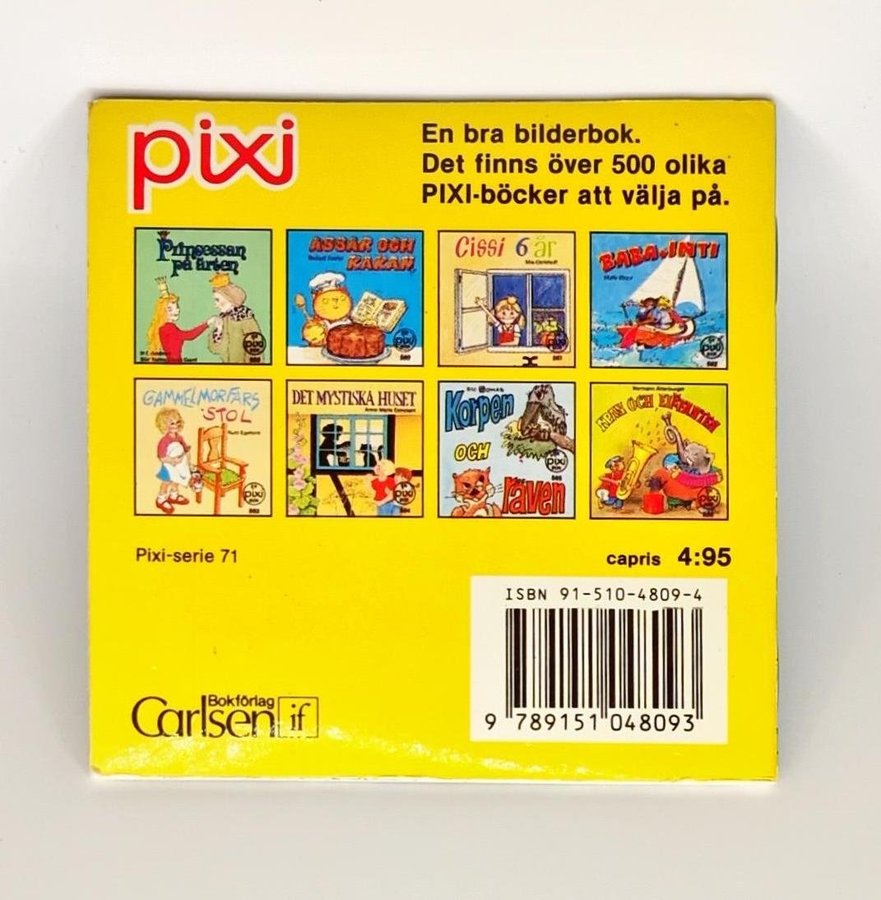 pixi
En bra bilderbok.
Det finns över 500 olika
PIXI-böcker att välja på.
Prinsessan
på ärten
ASSAR OCH
KAKAN
Cissi 6 år
BABA & INTI
GAMMELMORFARS
STOL
DET MYSTISKA HUSET
Korpen
OCH
räven
OCH
pixi
Pixi-serie 71
capris 4:95
ISBN 91-510-4809-4
9 789151 048093
Bokförlag
Carlsen if